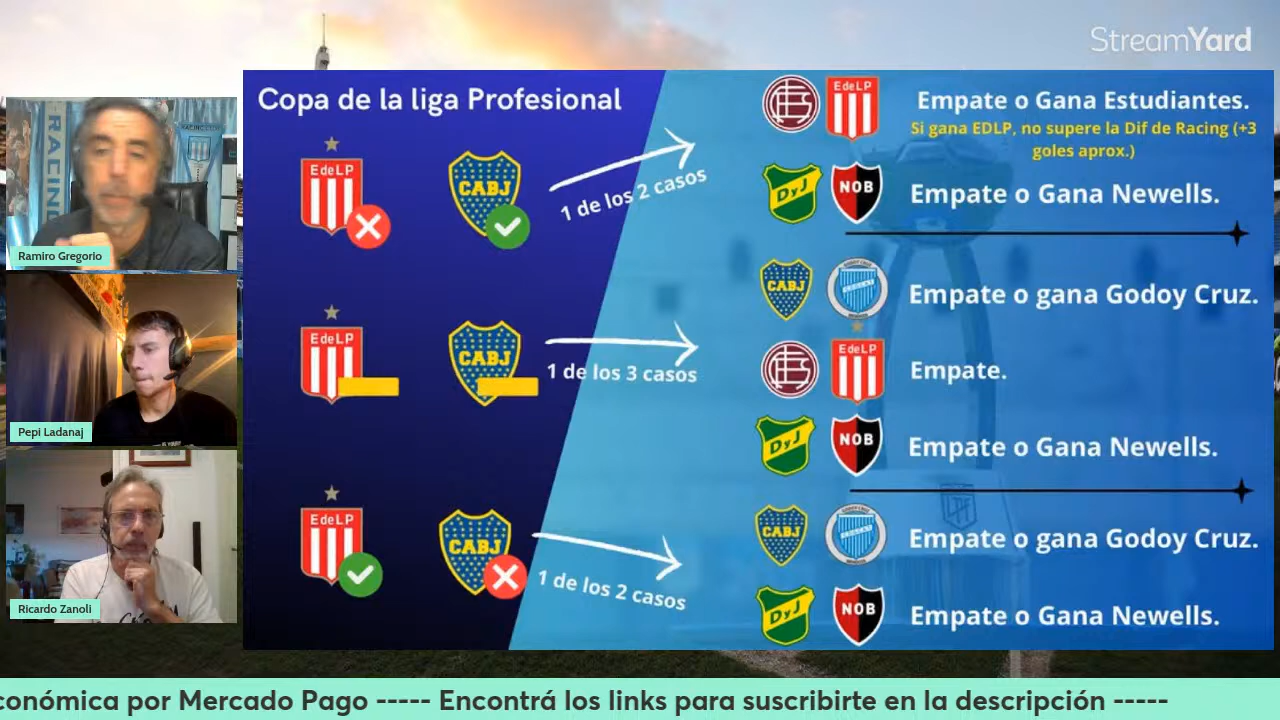 StreamYard
Copa de la liga Profesional
EdeLP
CABJ
1 de los 2 casos
EdeLP
Empate o Gana Estudiantes.
Si gana EDLP, no supere la Dif de Racing (+3
goles aprox.)
DyJ
NOB
Empate o Gana Newells.
EdeLP
CABJ
1 de los 3 casos
CABJ
GODOY CRUZ
Empate o gana Godoy Cruz.
EdeLP
Empate.
DyJ
NOB
Empate o Gana Newells.
EdeLP
CABJ
1 de los 2 casos
CABJ
GODOY CRUZ
Empate o gana Godoy Cruz.
DyJ
NOB
Empate o Gana Newells.
RACING
Ramiro Gregorio
Pepi Ladanaj
Ricardo Zanoli
conómica por Mercado Pago ----- Encontrá los links para suscribirte en la descripción -----